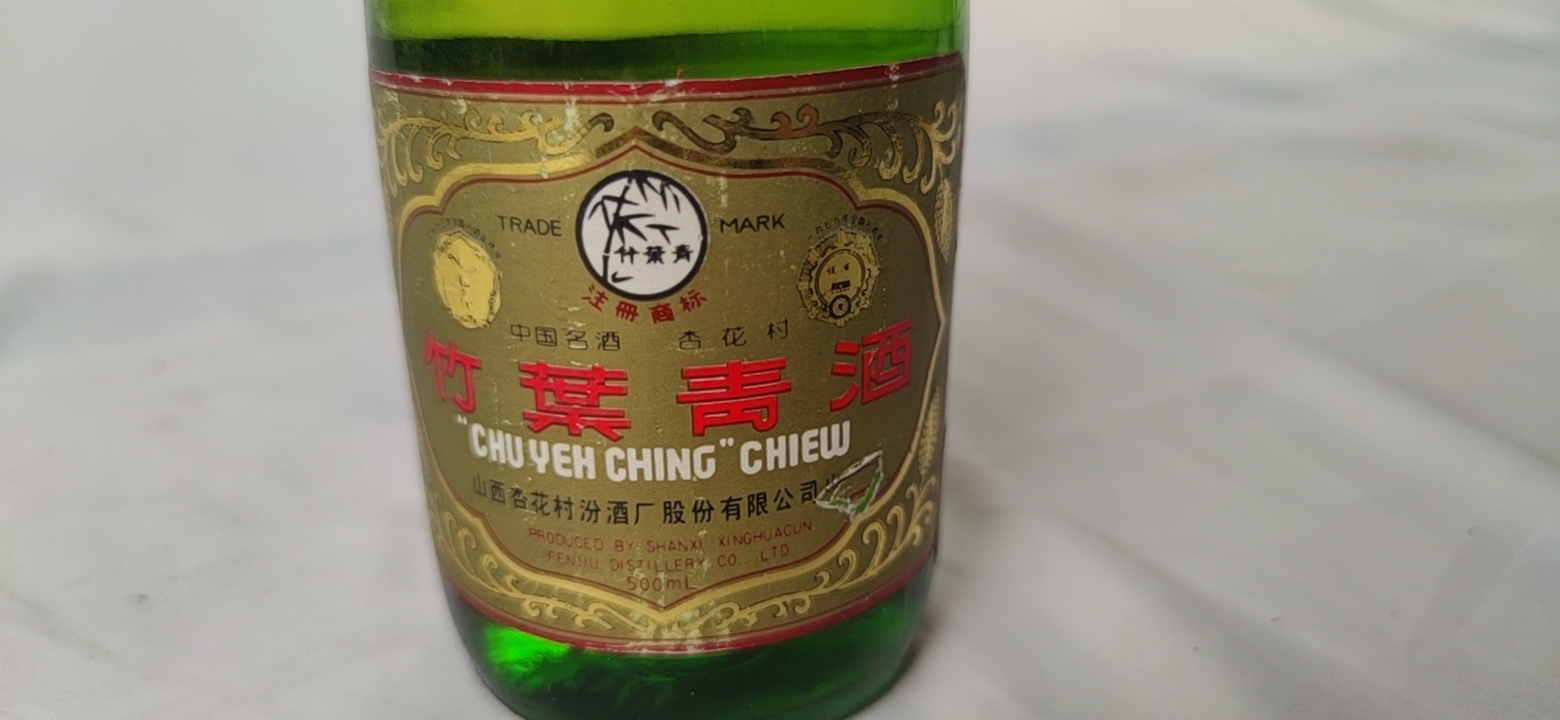 TRADE MARK
竹葉青
注冊商标
中国名酒 杏花村
竹葉青酒
"CHU YEH CHING" CHIEW
山西杏花村汾酒厂股份有限公司
PRODUCED BY SHANXI XINGHUACUN
FENJIU DISTILLERY CO. LTD
500mL